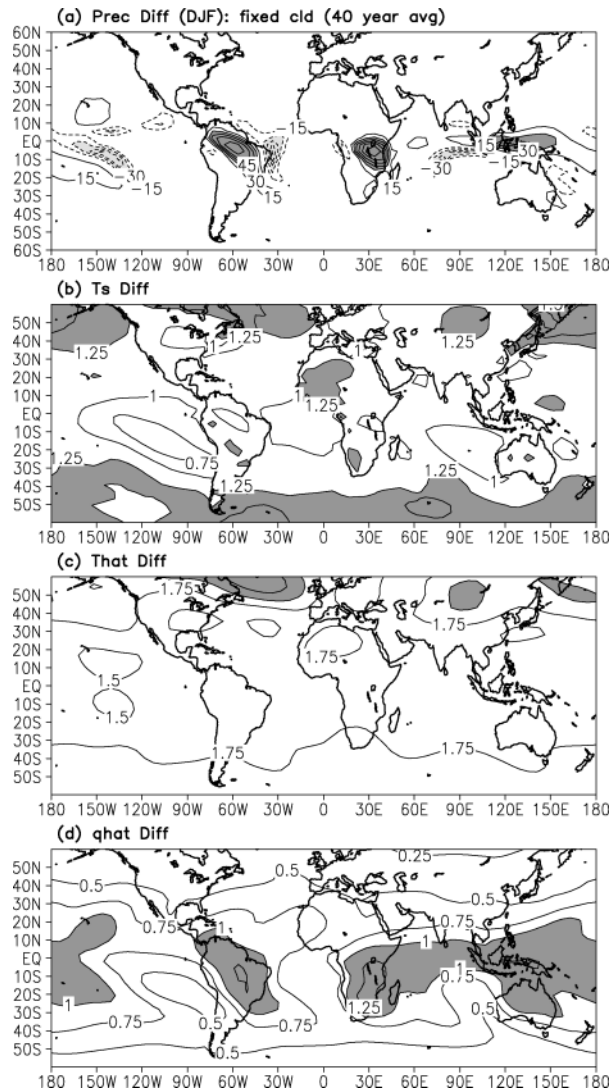 (a) Prec Diff (DJF): fixed cld (40 year avg)
60N
50N
40N
30N
20N
10N
EQ
10S
20S
30S
40S
50S
60S
-15
15
45
30
15
-30
-15
-15
15
-30
15
-15
30
180 150W 120W 90W 60W 30W 0 30E 60E 90E 120E 150E 180
(b) Ts Diff
50N
40N
30N
20N
10N
EQ
10S
20S
30S
40S
50S
1.25
1
1.25
1
1.25
1.25
1
1
1.25
0.75
1.25
1.25
1.25
1
180 150W 120W 90W 60W 30W 0 30E 60E 90E 120E 150E 180
(c) That Diff
50N
40N
30N
20N
10N
EQ
10S
20S
30S
40S
50S
1.75
1.75
1.75
1.75
1.5
1.5
1.75
1.75
180 150W 120W 90W 60W 30W 0 30E 60E 90E 120E 150E 180
(d) qhat Diff
50N
40N
30N
20N
10N
EQ
10S
20S
30S
40S
50S
0.25
0.5
0.5
0.5
0.75
0.75
1
1
1
0.75
1
1.25
0.5
0.75
0.5
0.75
0.5
180 150W 120W 90W 60W 30W 0 30E 60E 90E 120E 150E 180